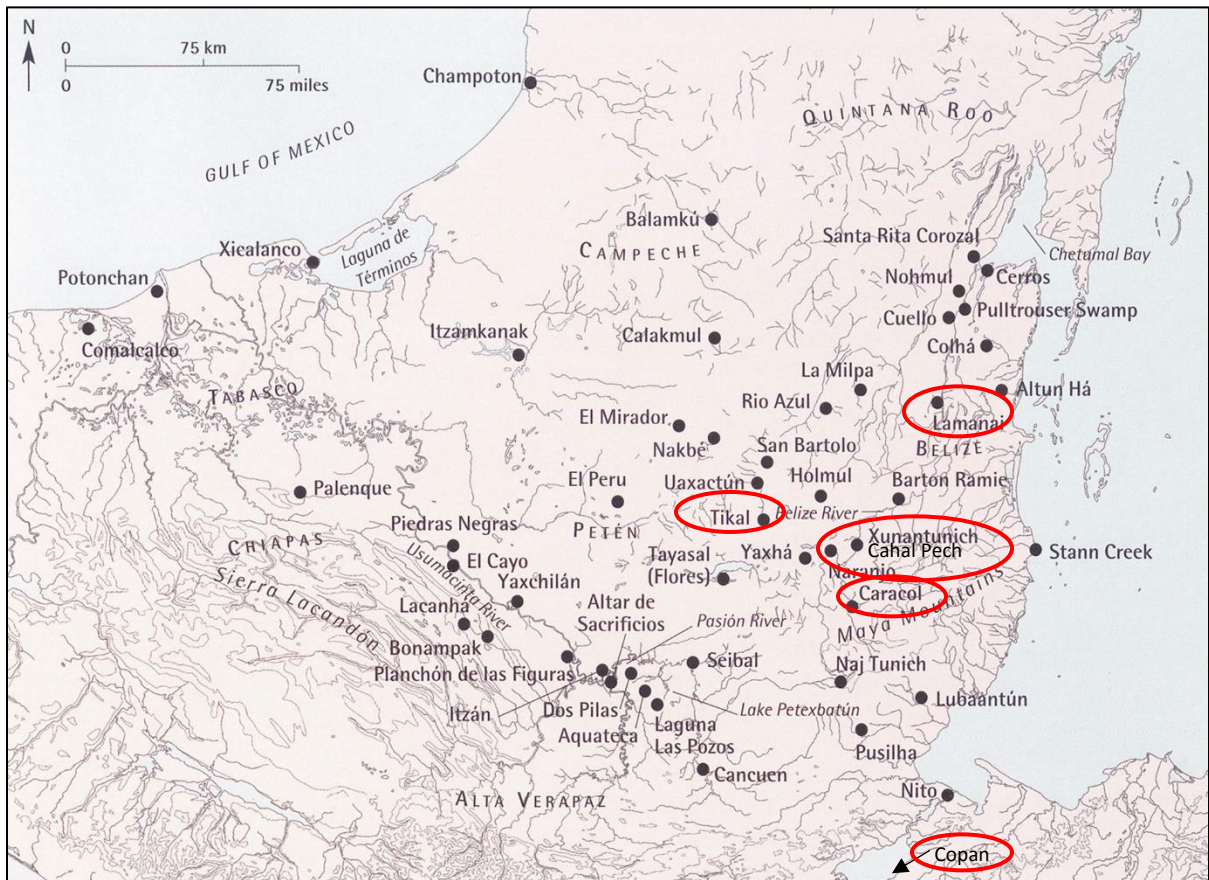 N
0 75 km
0 75 miles
Champoton
GULF OF MEXICO
QUINTANA ROO
Balamkú
CAMPECHE
Santa Rita Corozal
Xicalanco
Laguna de
Términos
Chetumal Bay
Potonchan
Nohmul
Cerros
Cuello
Pulltrouser Swamp
Comalcalco
Itzamkanak
Calakmul
Colhá
La Milpa
TABASCO
Rio Azul
Altun Há
El Mirador
Lamanai
Nakbé
San Bartolo
BELIZE
Uaxactún
Holmul
Barton Ramie
El Peru
Palenque
Tikal
Belize River
Piedras Negras
PETÉN
Xunantunich
CHIAPAS
Cahal Pech
El Cayo
Tayasal
(Flores)
Yaxhá
Stann Creek
Naranjo
Usumacinta River
Yaxchilán
Caracol
Sierra Lacandón
Lacanha
Altar de
Sacrificios
Maya Mountains
Pasión River
Bonampak
Seibal
Naj Tunich
Planchón de las Figuras
Itzán
Dos Pilas
Lake Petexbatún
Lubaantún
Aquateca
Laguna
Las Pozos
Pusilha
Cancuen
Nito
ALTA VERAPAZ
Copan